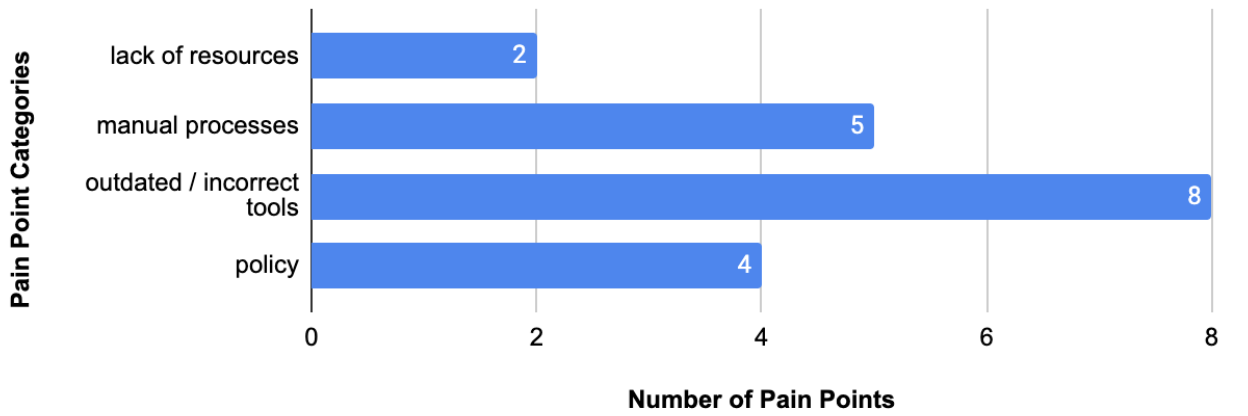 Pain Point Categories
lack of resources
2
manual processes
5
outdated / incorrect
tools
8
policy
4
0 2 4 6 8
Number of Pain Points